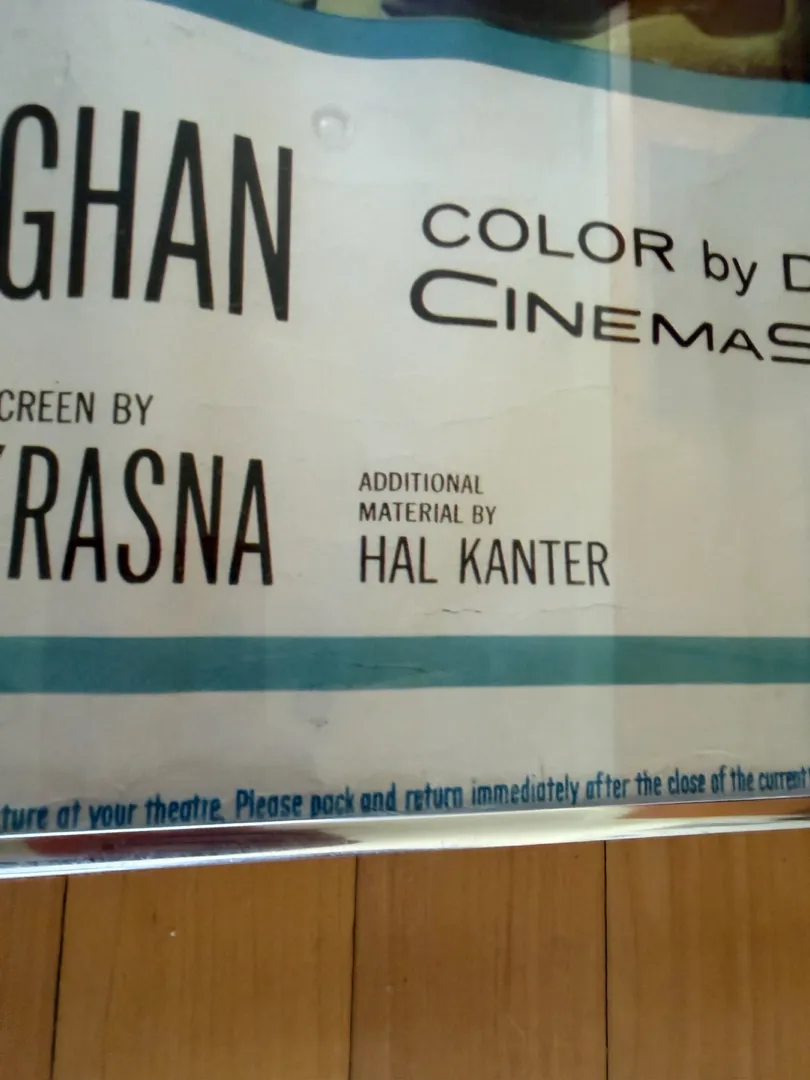 GHAN
COLOR by D
CINEMAS
CREEN BY
RASNA
ADDITIONAL
MATERIAL BY
HAL KANTER
ture at your theatre. Please pack and return immediately after the close of the current